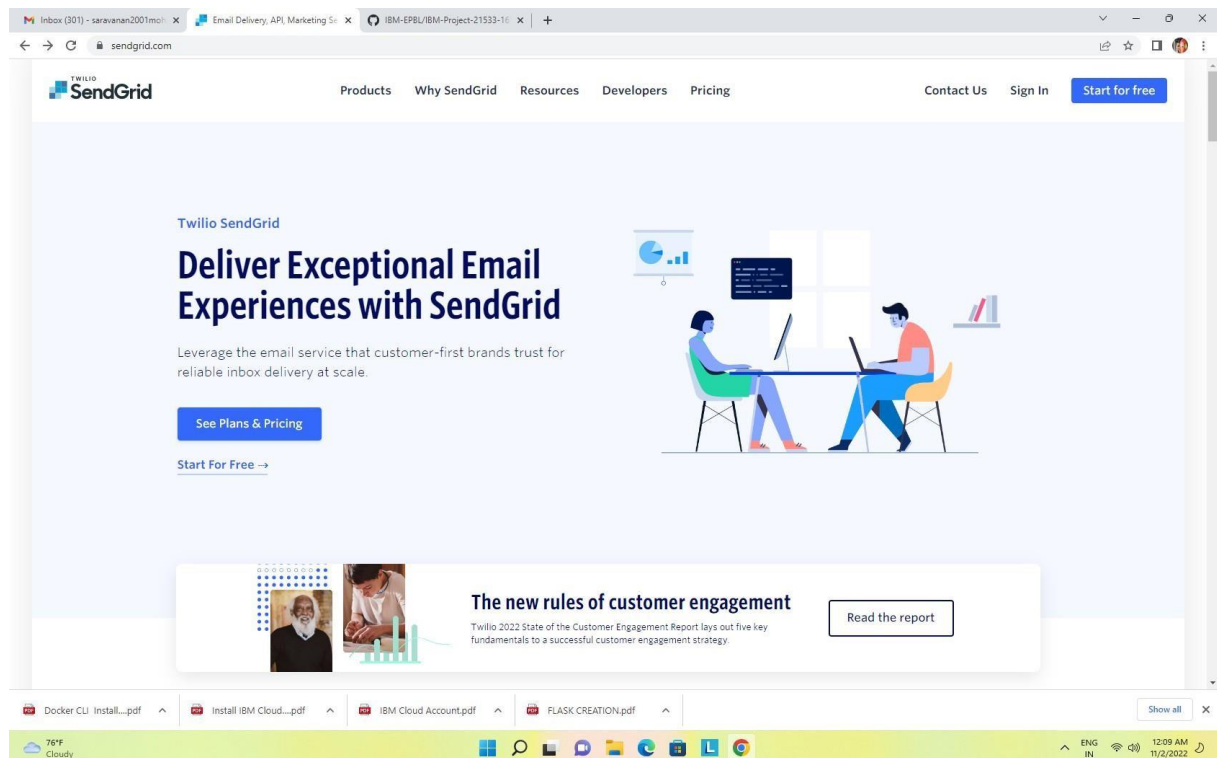 Inbox (301) - saravanan2001moh
Email Delivery, API, Marketing Se
IBM-EPBL/IBM-Project-21533-16
sendgrid.com
TWILIO
SendGrid
Products
Why SendGrid
Resources
Developers
Pricing
Contact Us
Sign In
Start for free
Twilio SendGrid
Deliver Exceptional Email
Experiences with SendGrid
Leverage the email service that customer-first brands trust for
reliable inbox delivery at scale.
See Plans & Pricing
Start For Free →
The new rules of customer engagement
Twilio 2022 State of the Customer Engagement Report lays out five key
fundamentals to a successful customer engagement strategy.
Read the report
Docker CLI Install....pdf
Install IBM Cloud....pdf
IBM Cloud Account.pdf
FLASK CREATION.pdf
Show all
76°F
Cloudy
ENG
IN
12:09 AM
11/2/2022